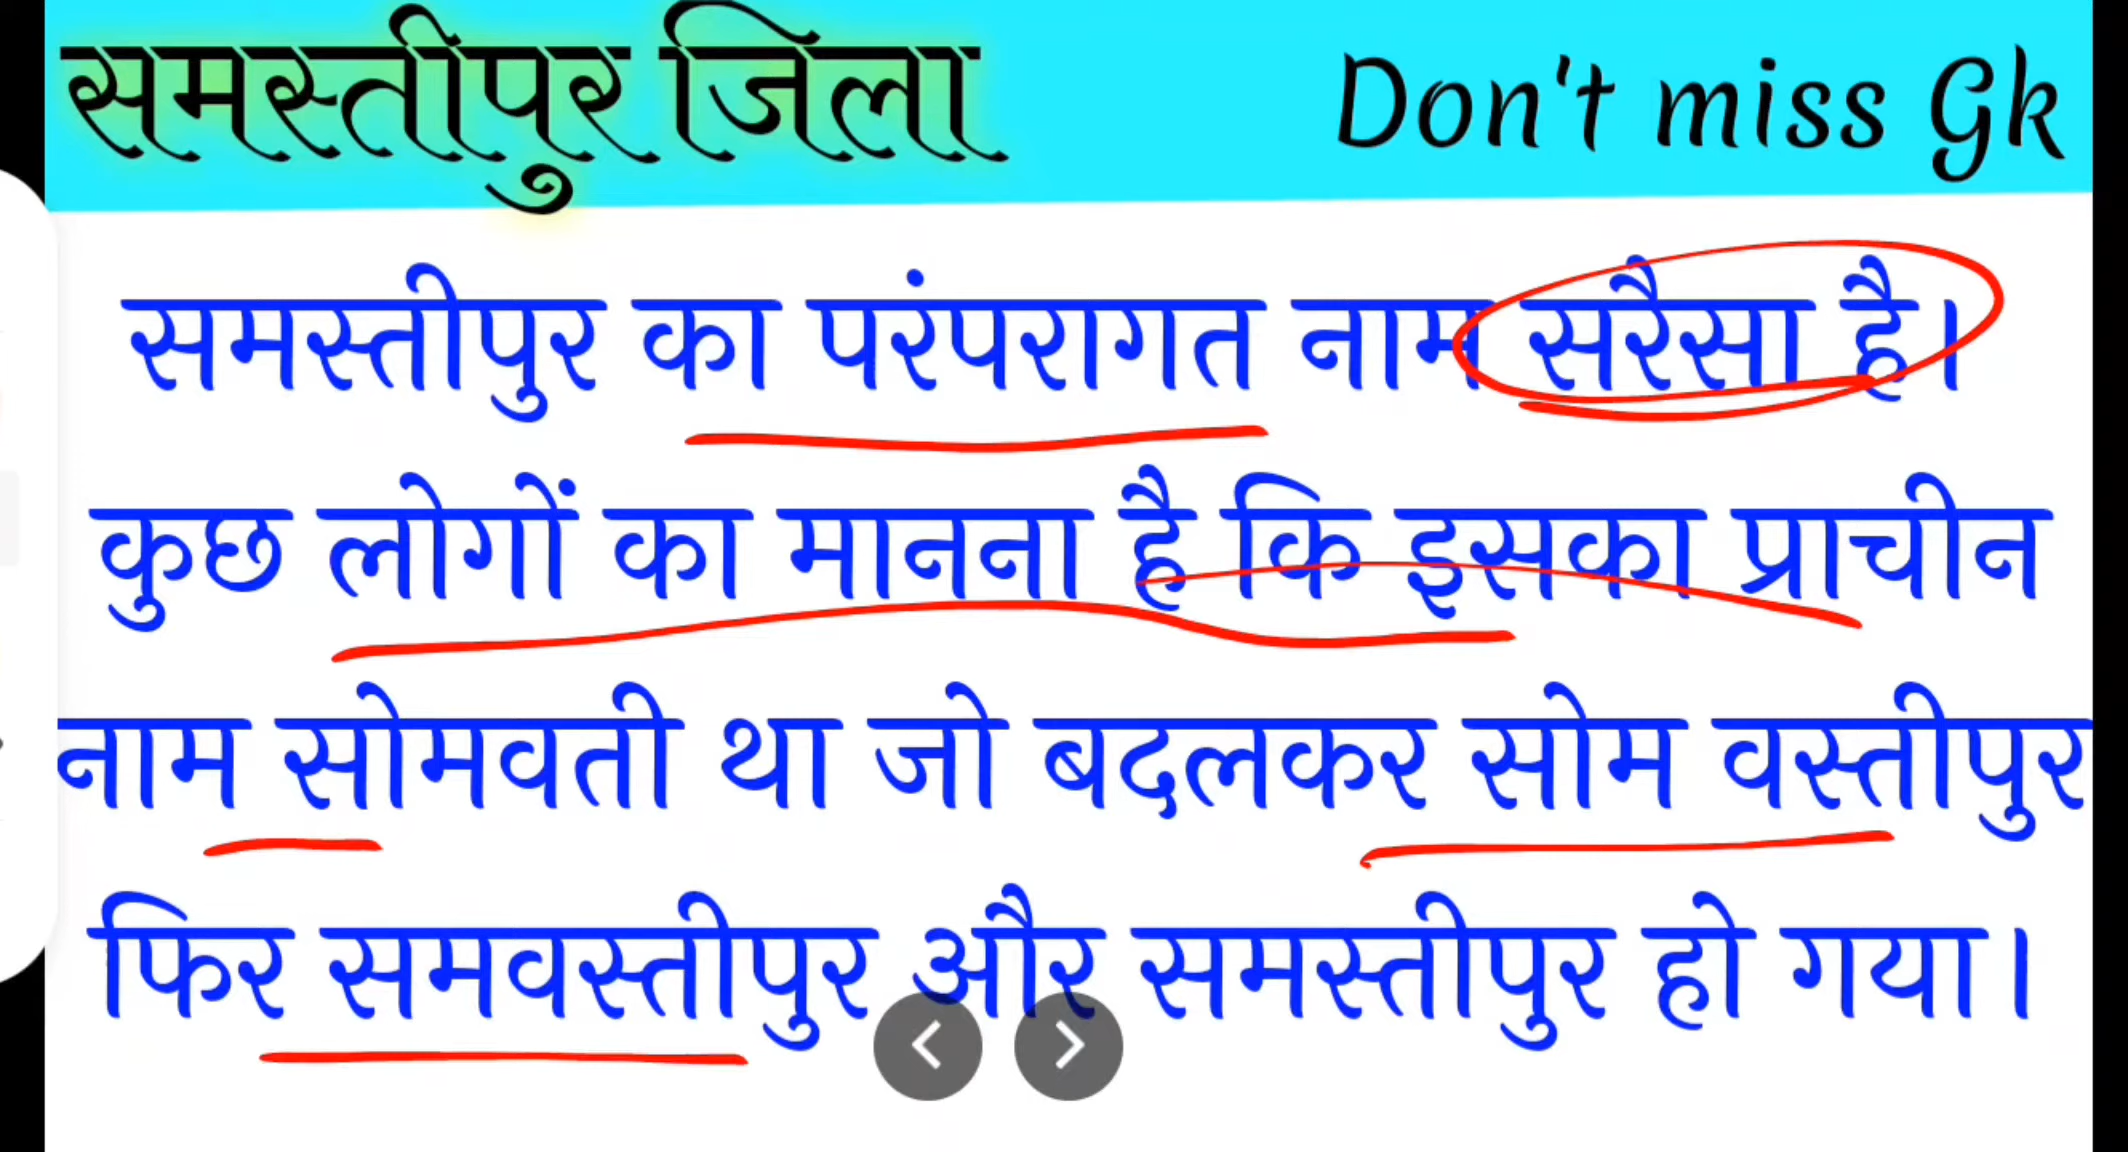 समस्तीपुर जिला Don't miss Gk
समस्तीपुर का परंपरागत नाम सरैसा है।
कुछ लोगों का मानना है कि इसका प्राचीन
नाम सोमवती था जो बदलकर सोम वस्तीपुर
फिर समवस्तीपुर और समस्तीपुर हो गया।